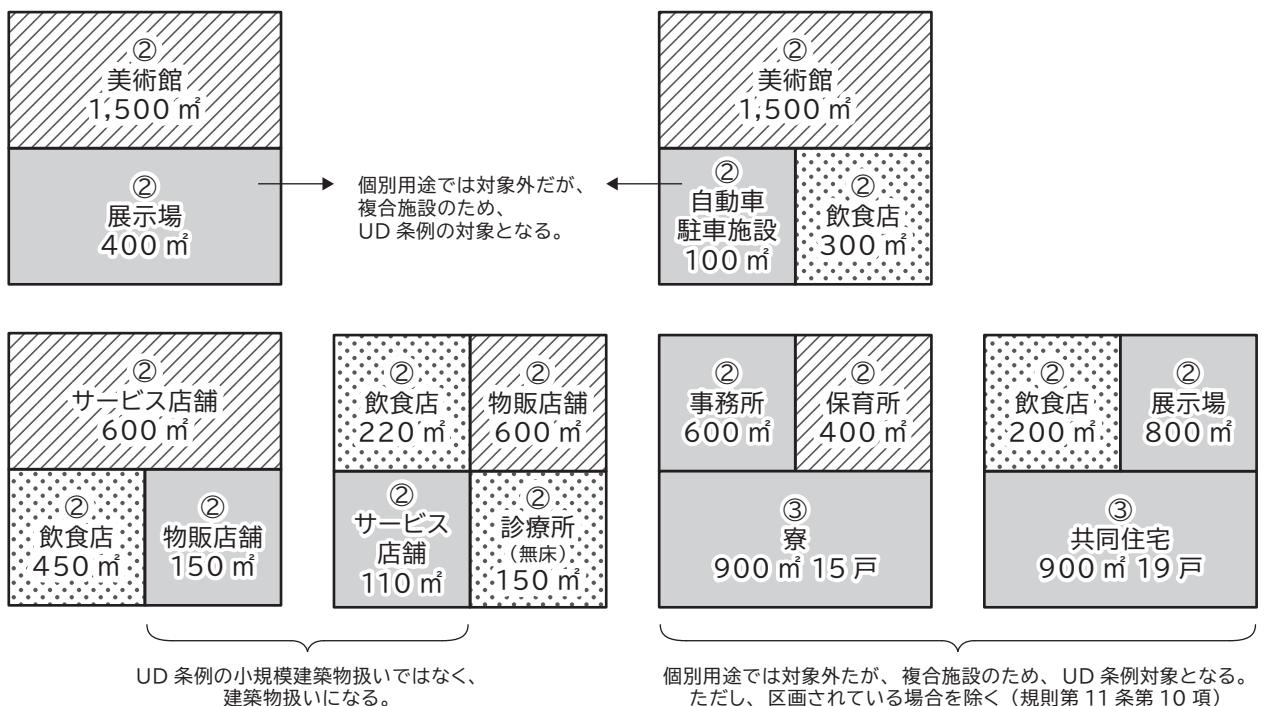 ②
美術館
1,500 ㎡
②
展示場
400 ㎡
個別用途では対象外だが、
複合施設のため、
UD 条例の対象となる。
②
美術館
1,500 ㎡
②
自動車
駐車施設
100 ㎡
②
飲食店
300 ㎡
②
サービス店舗
600 ㎡
②
飲食店
450 ㎡
②
物販店舗
150 ㎡
②
飲食店
220 ㎡
②
物販店舗
600 ㎡
②
サービス
店舗
110 ㎡
②
診療所
(無床)
150 ㎡
②
事務所
600 ㎡
②
保育所
400 ㎡
③
寮
900 ㎡ 15 戸
②
飲食店
200 ㎡
②
展示場
800 ㎡
③
共同住宅
900 ㎡ 19 戸
UD 条例の小規模建築物扱いではなく、
建築物扱いになる。
個別用途では対象外たが、複合施設のため、UD 条例対象となる。
ただし、区画されている場合を除く（規則第 11 条第 10 項）